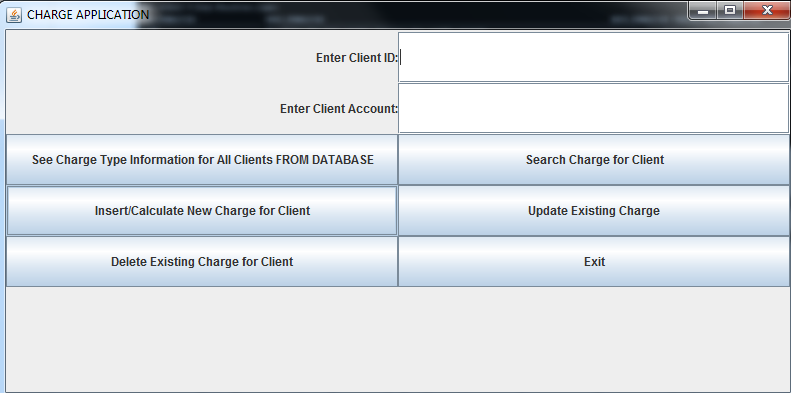 CHARGE APPLICATION
Enter Client ID:
Enter Client Account:
See Charge Type Information for All Clients FROM DATABASE
Search Charge for Client
Insert/Calculate New Charge for Client
Update Existing Charge
Delete Existing Charge for Client
Exit